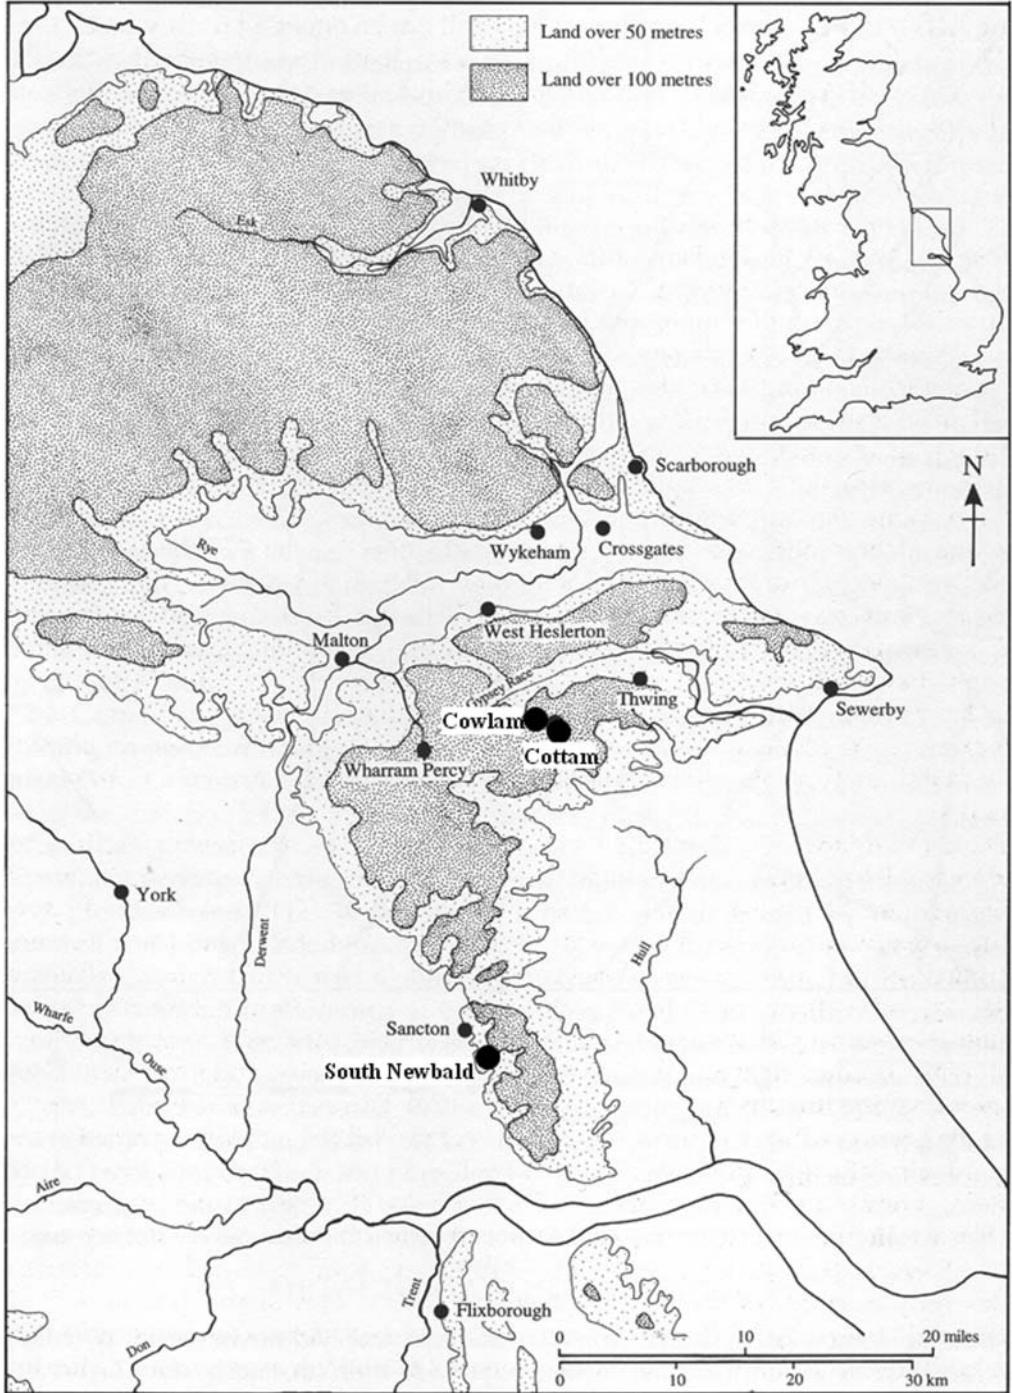 Land over 50 metres
Land over 100 metres
Whitby
Esk
Scarborough
N
Wykeham
Crossgates
Rye
West Heslerton
Malton
Gypsey Race
Thwing
Sewerby
Cowlam
Cottam
Wharram Percy
York
Derwent
Hull
Wharfe
Sancton
Ouse
South Newbald
Aire
Trent
Flixborough
Don
0 10 20 miles
0 10 20 30 km